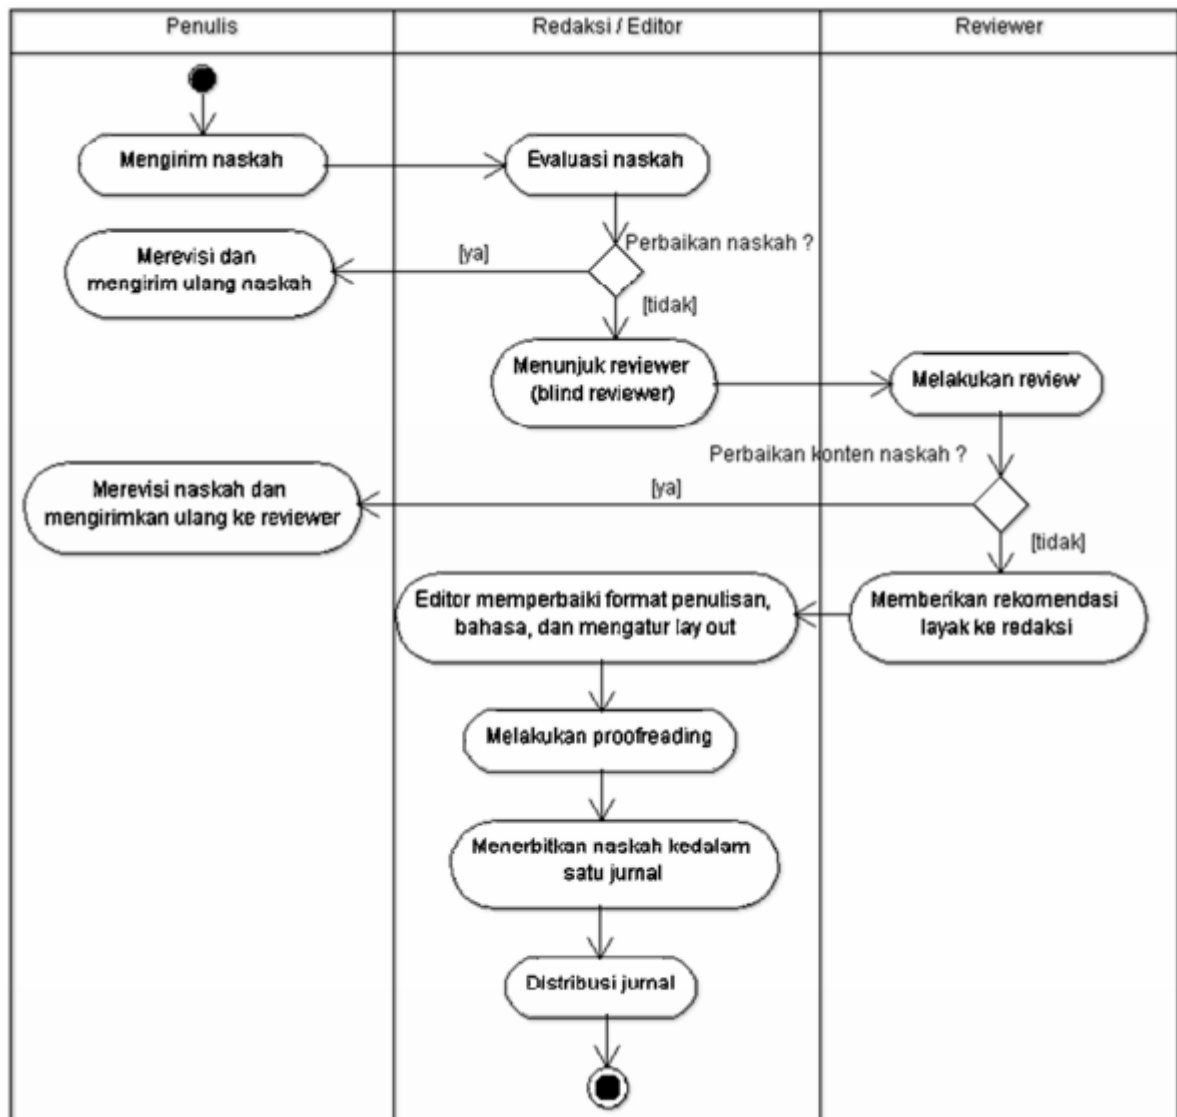 Penulis
Redaksi / Editor
Reviewer
Mengirim naskah
Evaluasi naskah
Perbaikan naskah ?
[ya]
Merevisi dan
mengirim ulang naskah
[tidak]
Menunjuk reviewer
(blind reviewer)
Melakukan review
Perbaikan konten naskah ?
[ya]
Merevisi naskah dan
mengirimkan ulang ke reviewer
[tidak]
Memberikan rekomendasi
layak ke redaksi
Editor memperbaiki format penulisan,
bahasa, dan mengatur lay out
Melakukan proofreading
Menerbitkan naskah kedalam
satu jurnal
Distribusi jurnal